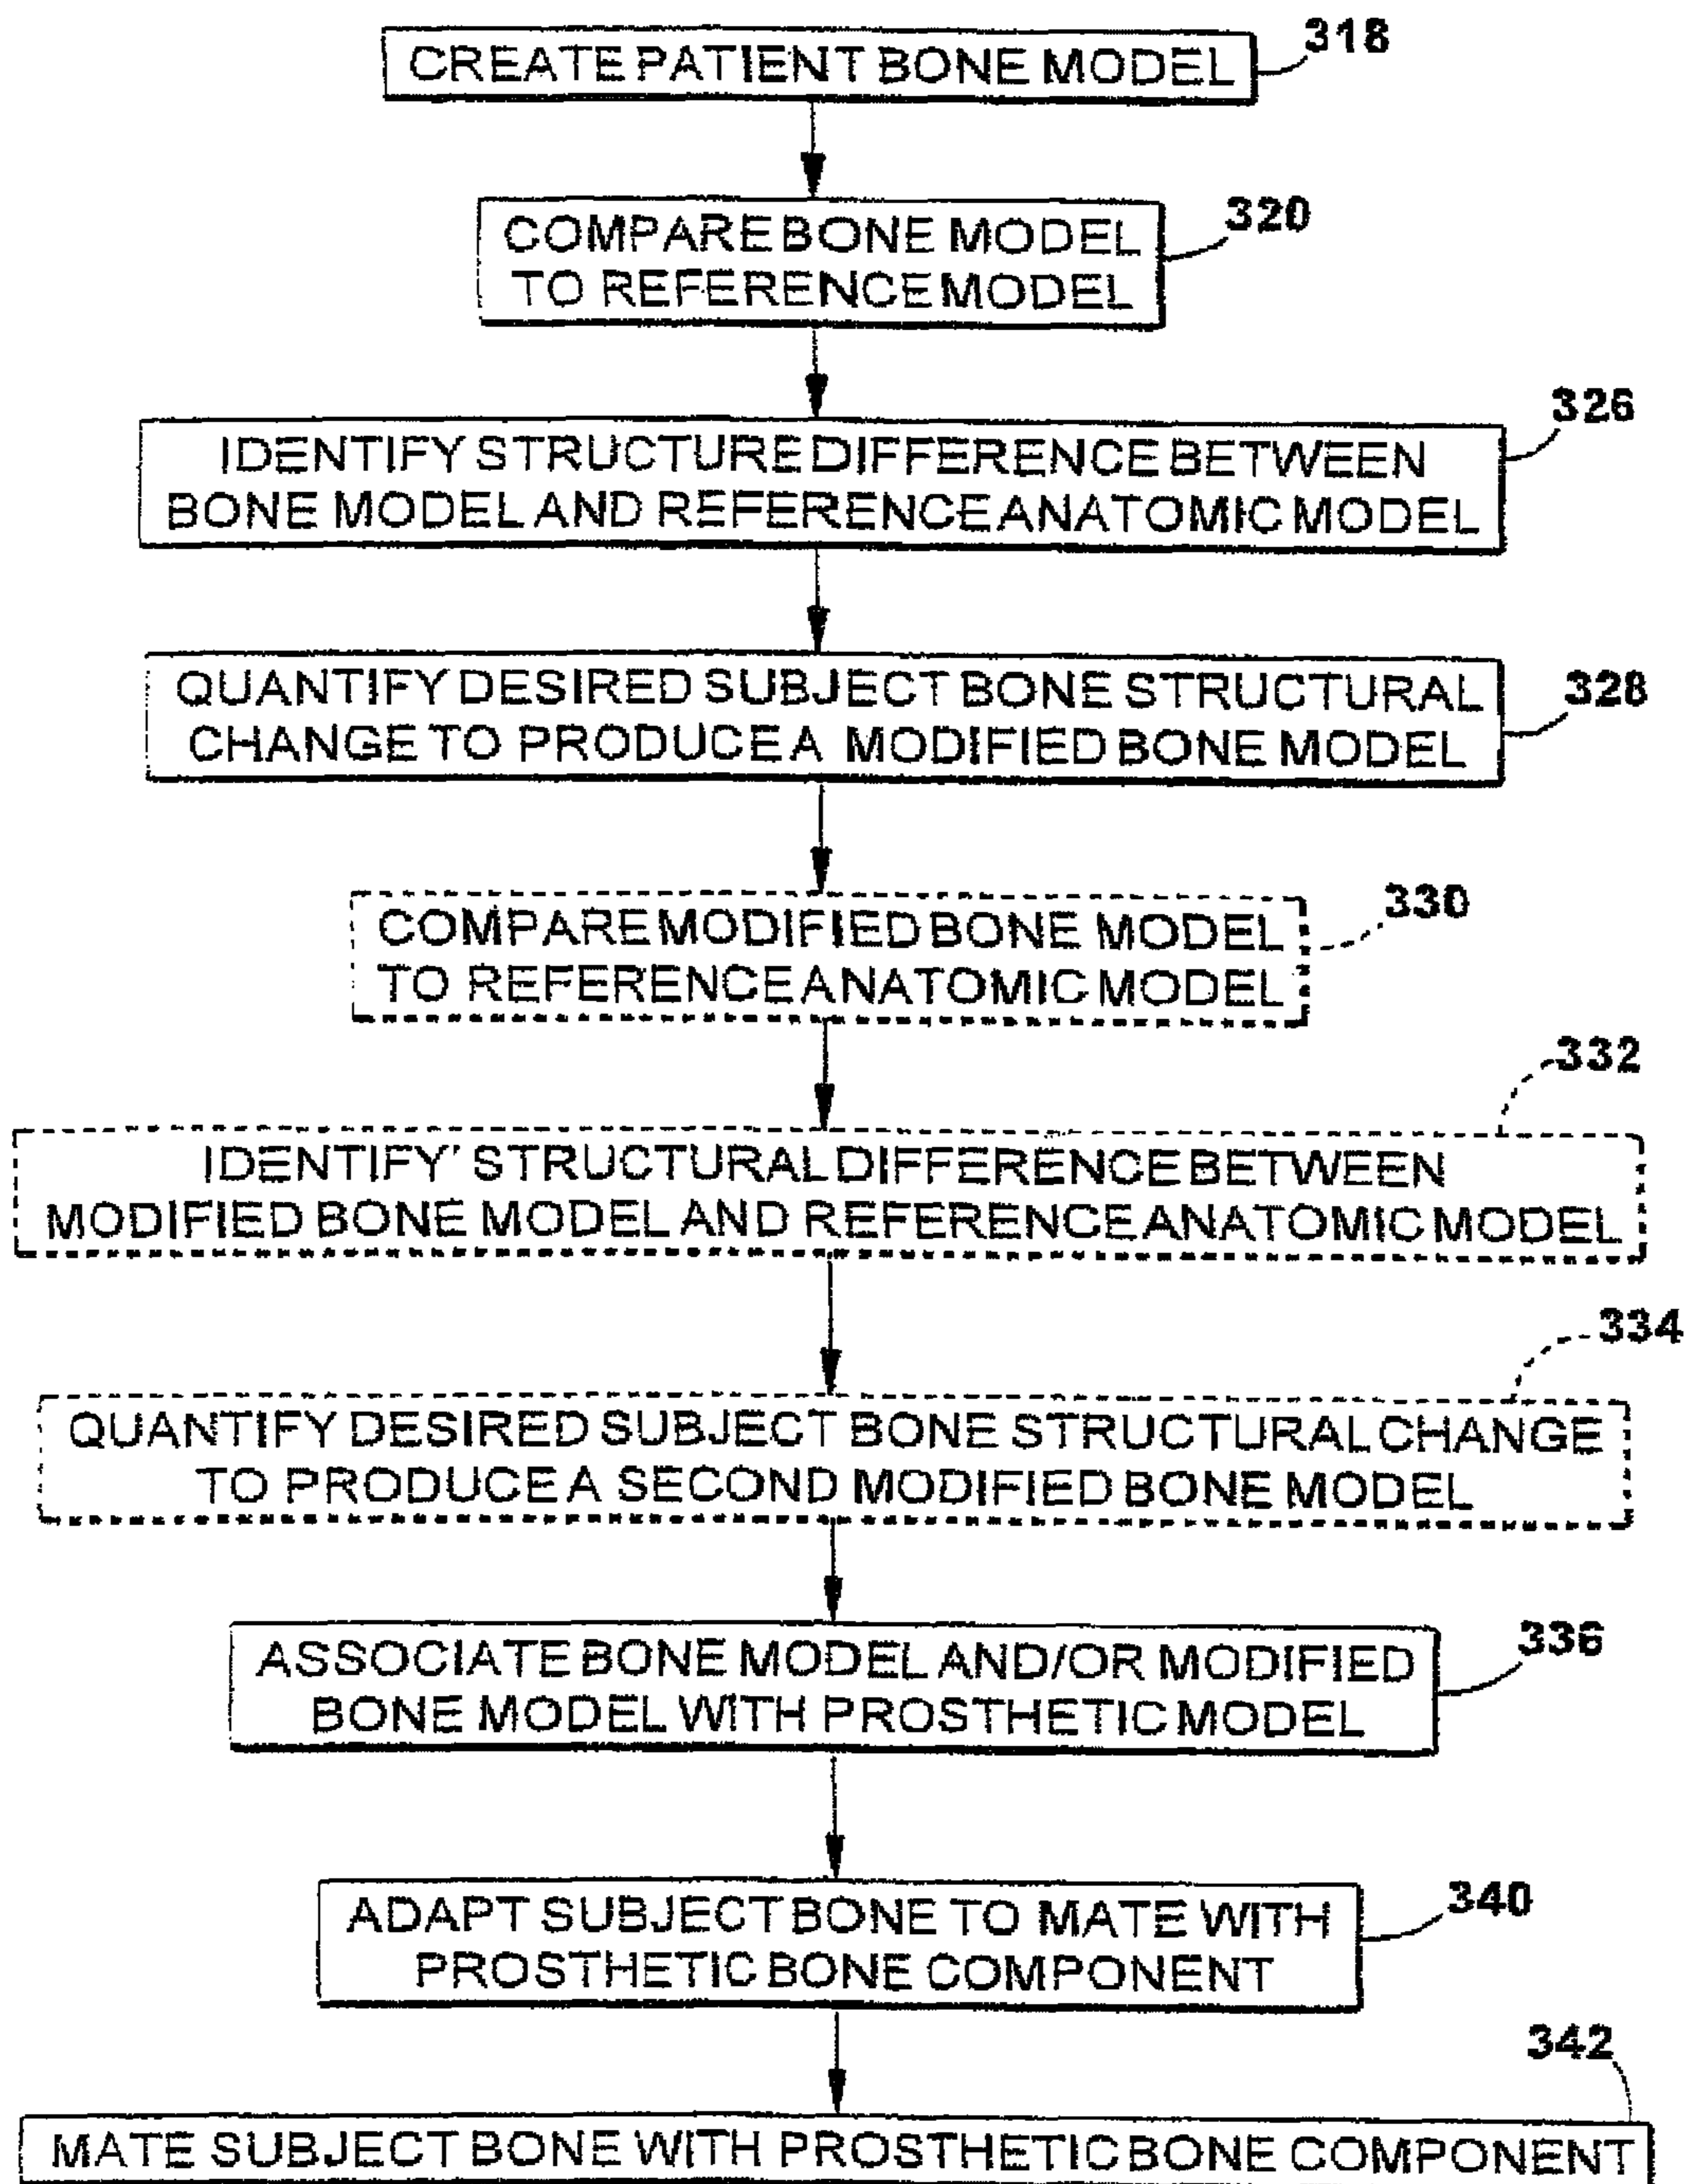 CREATE PATIENT BONE MODEL
318
COMPARE BONE MODEL
TO REFERENCE MODEL
320
IDENTIFY STRUCTURE DIFFERENCE BETWEEN
BONE MODEL AND REFERENCE ANATOMIC MODEL
326
QUANTIFY DESIRED SUBJECT BONE STRUCTURAL
CHANGE TO PRODUCE A MODIFIED BONE MODEL
328
COMPARE MODIFIED BONE MODEL
TO REFERENCE ANATOMIC MODEL
330
332
IDENTIFY' STRUCTURAL DIFFERENCE BETWEEN
MODIFIED BONE MODEL AND REFERENCE ANATOMIC MODEL
334
QUANTIFY DESIRED SUBJECT BONE STRUCTURAL CHANGE
TO PRODUCE A SECOND MODIFIED BONE MODEL
ASSOCIATE BONE MODEL AND/OR MODIFIED
BONE MODEL WITH PROSTHETIC MODEL
336
ADAPT SUBJECT BONE TO MATE WITH
PROSTHETIC BONE COMPONENT
340
342
MATE SUBJECT BONE WITH PROSTHETIC BONE COMPONENT